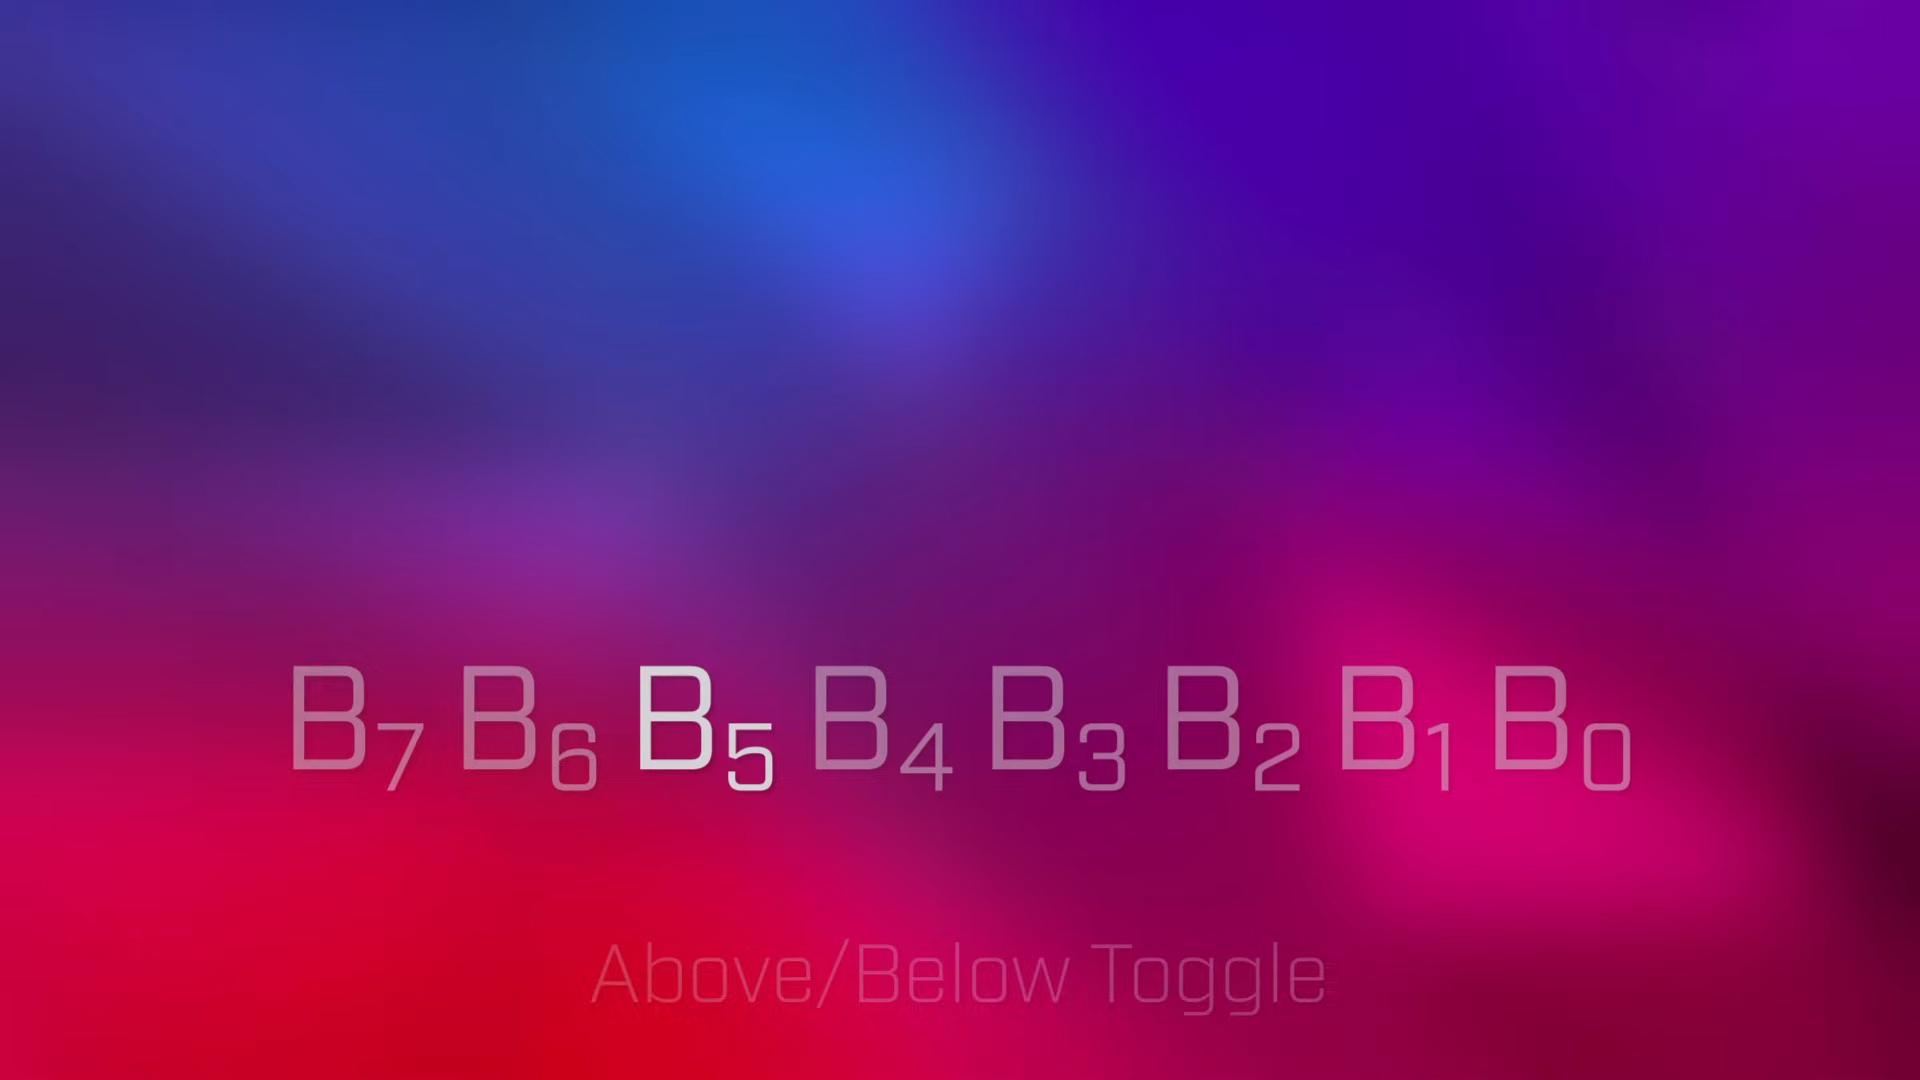 B₇ B₆ B₅ B₄ B₃ B₂ B₁ B₀
Above/Below Toggle